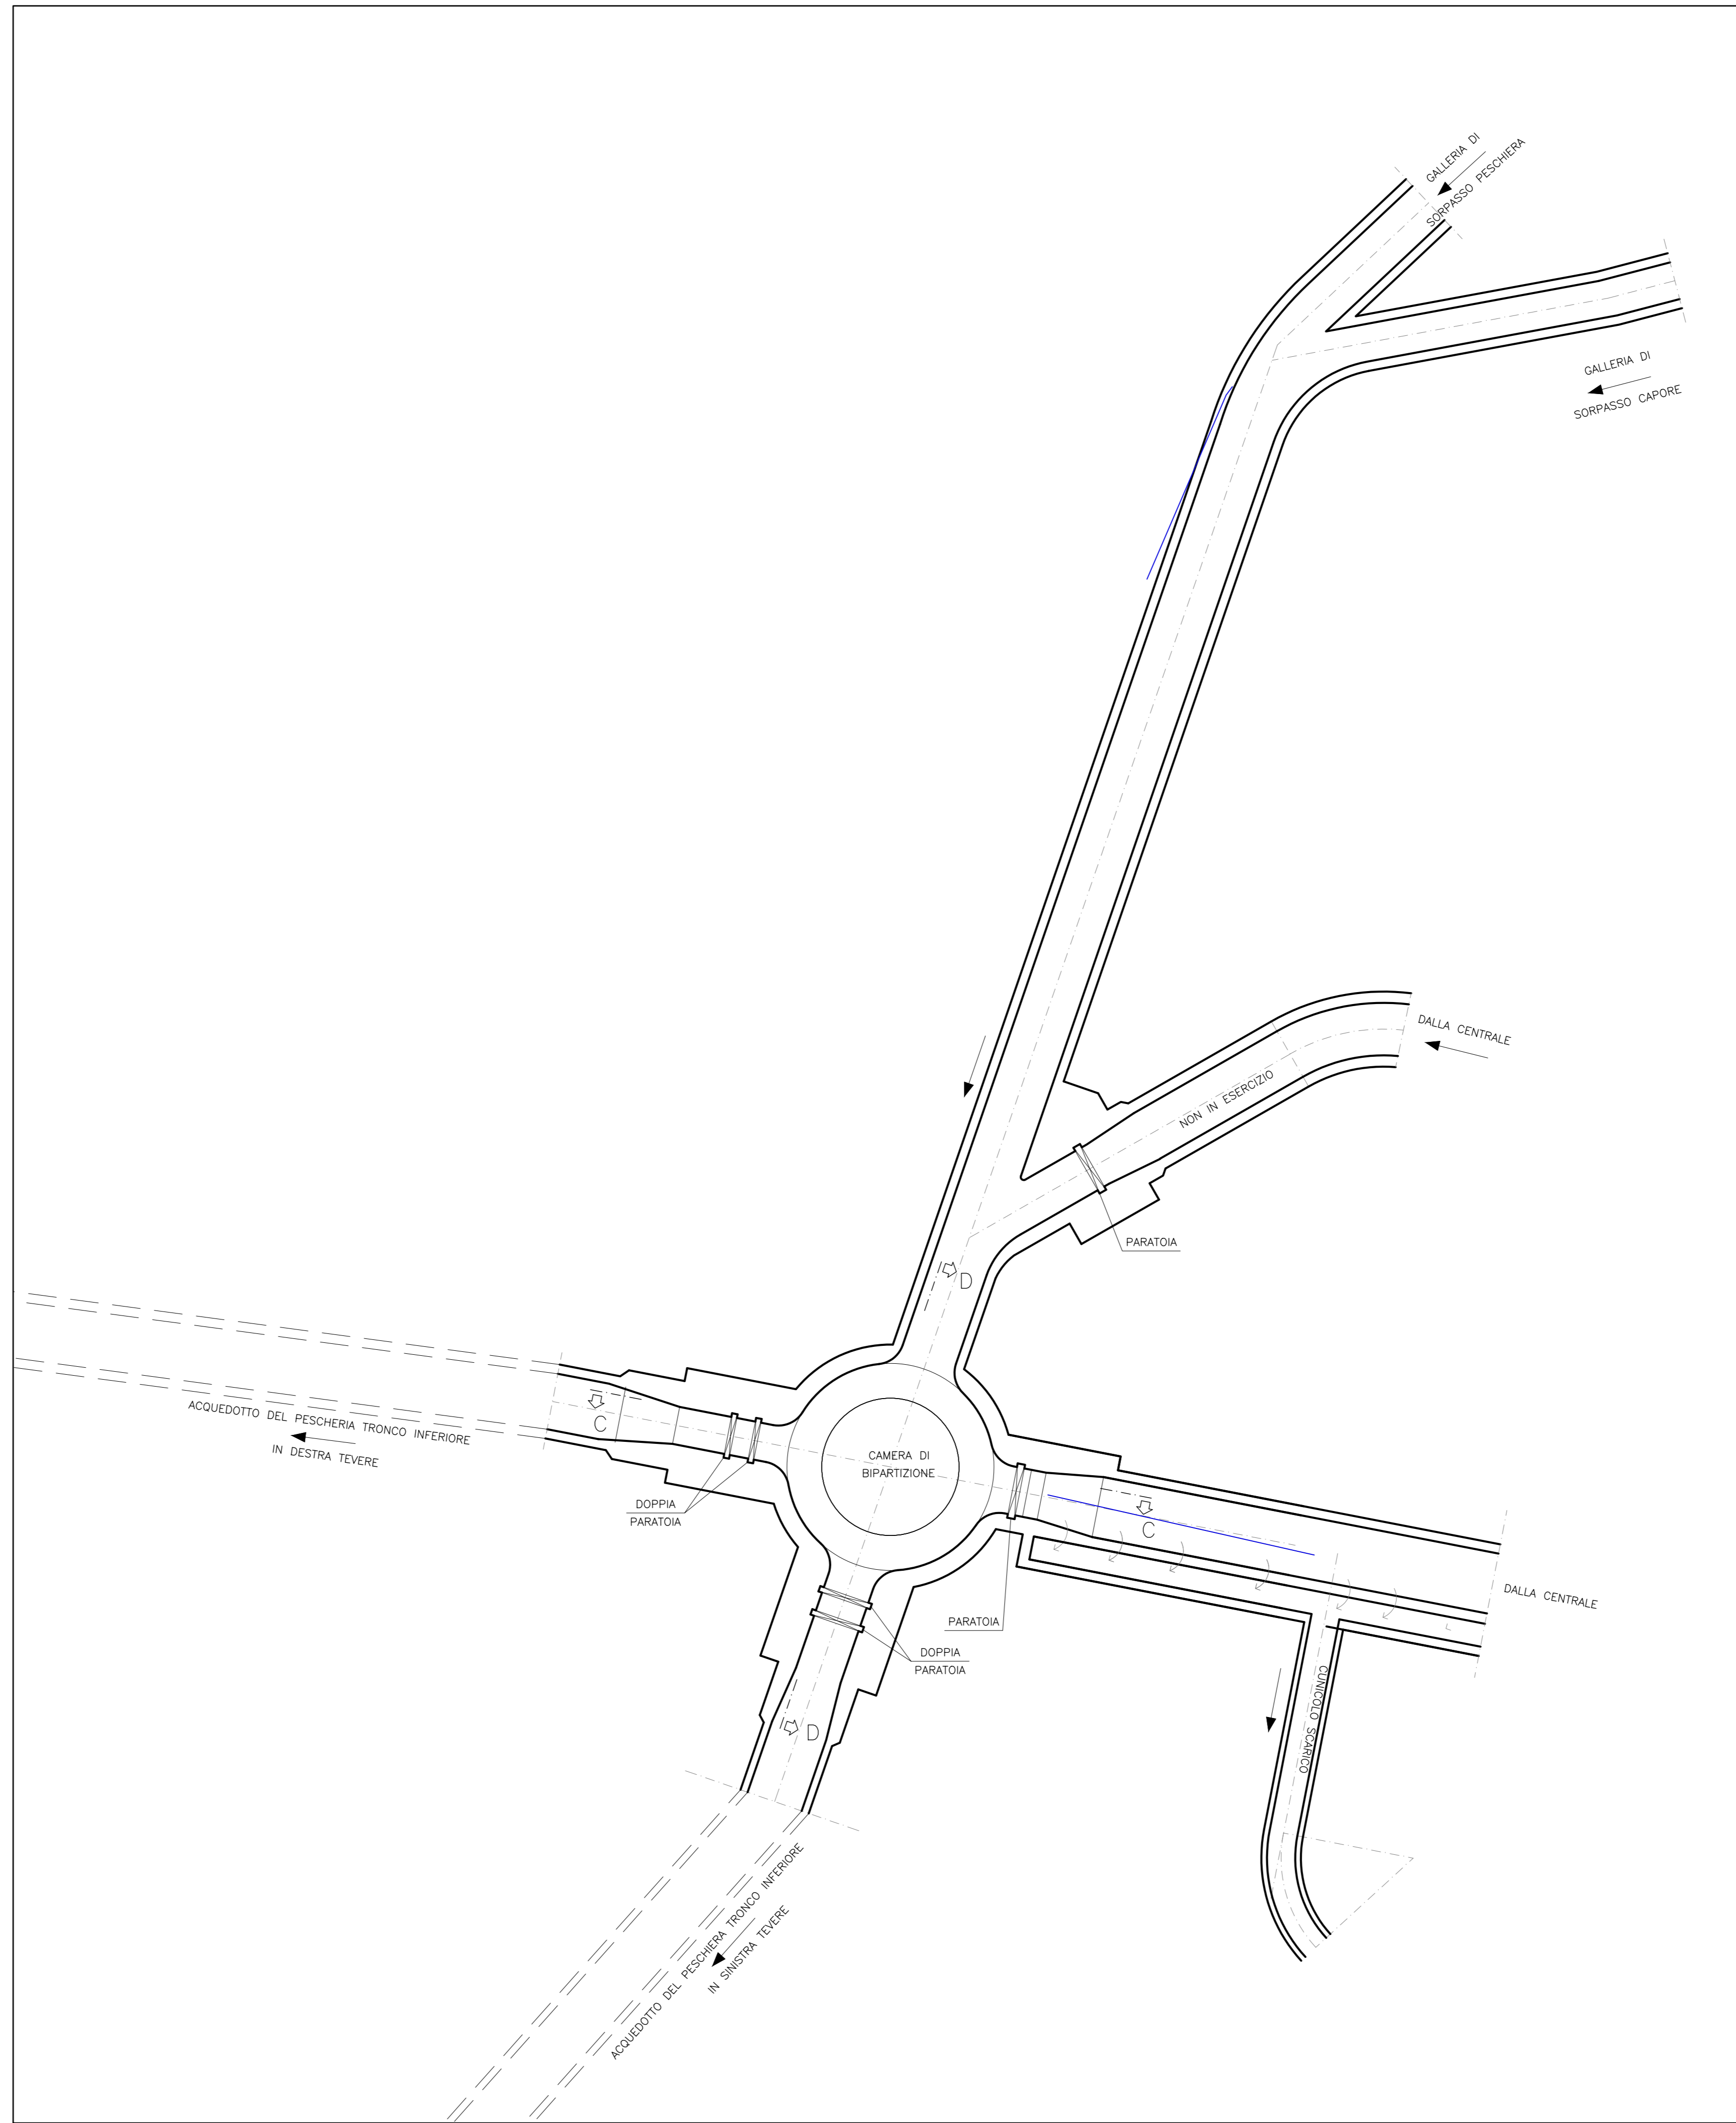 GALLERIA DI
SORPASSO PESCHIERA
GALLERIA DI
SORPASSO CAPORE
DALLA CENTRALE
NON IN ESERCIZIO
PARATOIA
D
ACQUEDOTTO DEL PESCHERIA TRONCO INFERIORE
IN DESTRA TEVERE
C
CAMERA DI
BIPARTIZIONE
DOPPIA
PARATOIA
C
DALLA CENTRALE
PARATOIA
DOPPIA
PARATOIA
CUNICOLO SCARICO
D
ACQUEDOTTO DEL PESCHIERA TRONCO INFERIORE
IN SINISTRA TEVERE